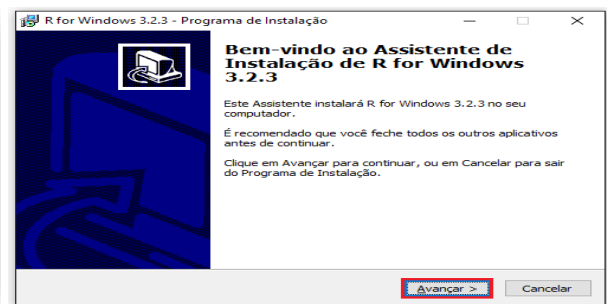 R for Windows 3.2.3 - Programa de Instalação
Bem-vindo ao Assistente de
Instalação de R for Windows
3.2.3
Este Assistente instalará R for Windows 3.2.3 no seu
computador.
É recomendado que você feche todos os outros aplicativos
antes de continuar.
Clique em Avançar para continuar, ou em Cancelar para sair
do Programa de Instalação.
Avançar >
Cancelar